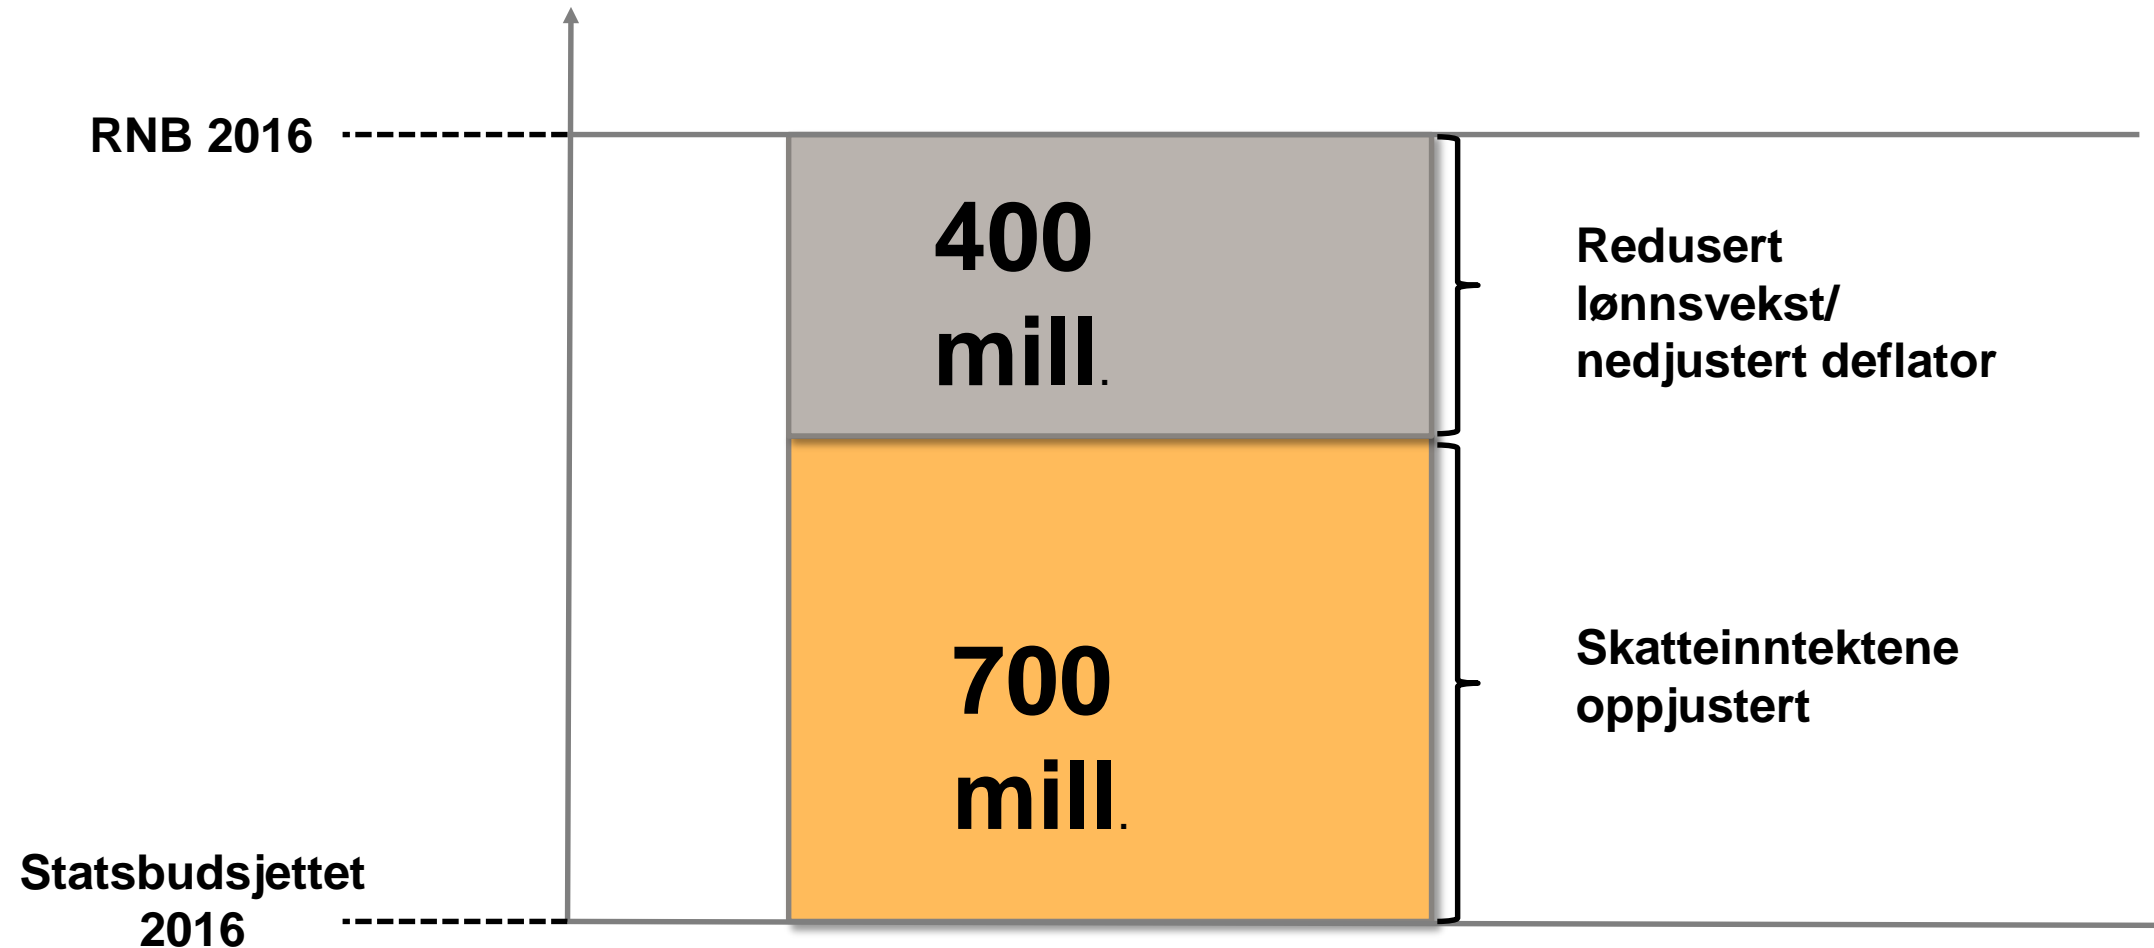 RNB 2016
400
mill.
Redusert
lønnsvekst/
nedjustert deflator
700
mill.
Skatteinntektene
oppjustert
Statsbudsjettet
2016